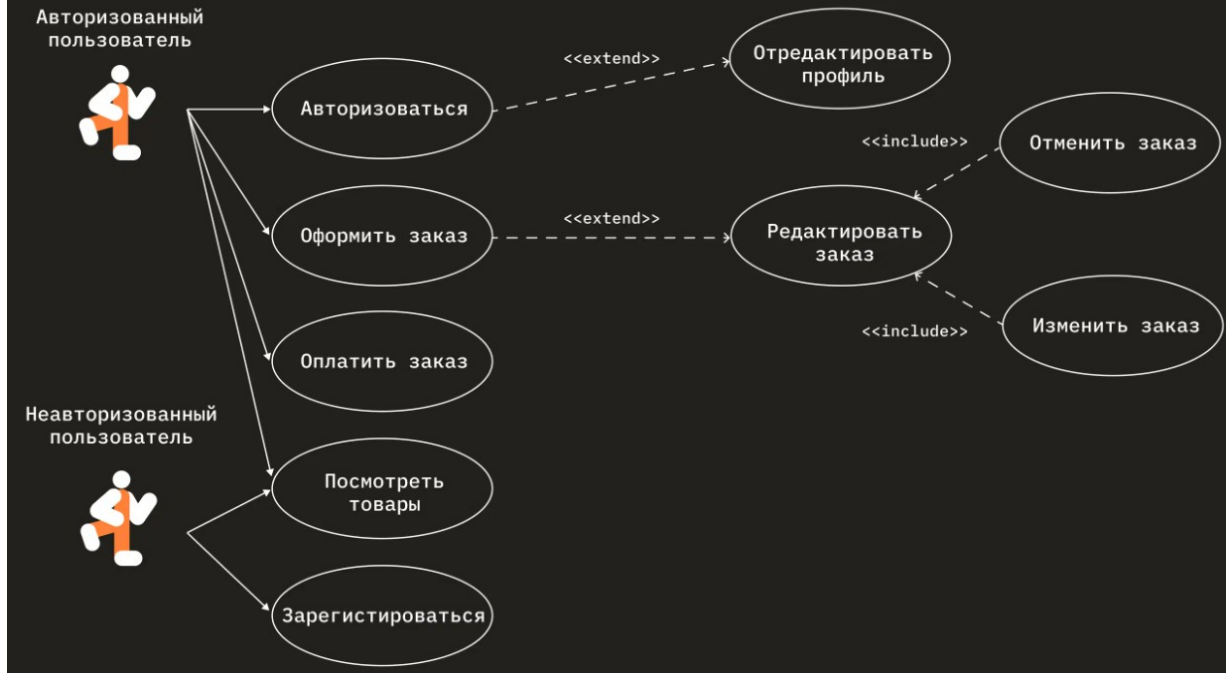 Авторизованный
пользователь
Авторизоваться
<<extend>>
Отредактировать
профиль
<<include>>
Отменить заказ
Оформить заказ
<<extend>>
Редактировать
заказ
<<include>>
Изменить заказ
Оплатить заказ
Неавторизованный
пользователь
Посмотреть
товары
Зарегистироваться